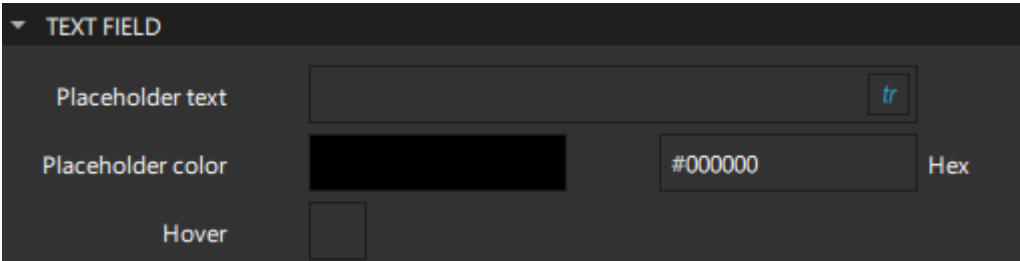 TEXT FIELD
Placeholder text tr
Placeholder color #000000 Hex
Hover